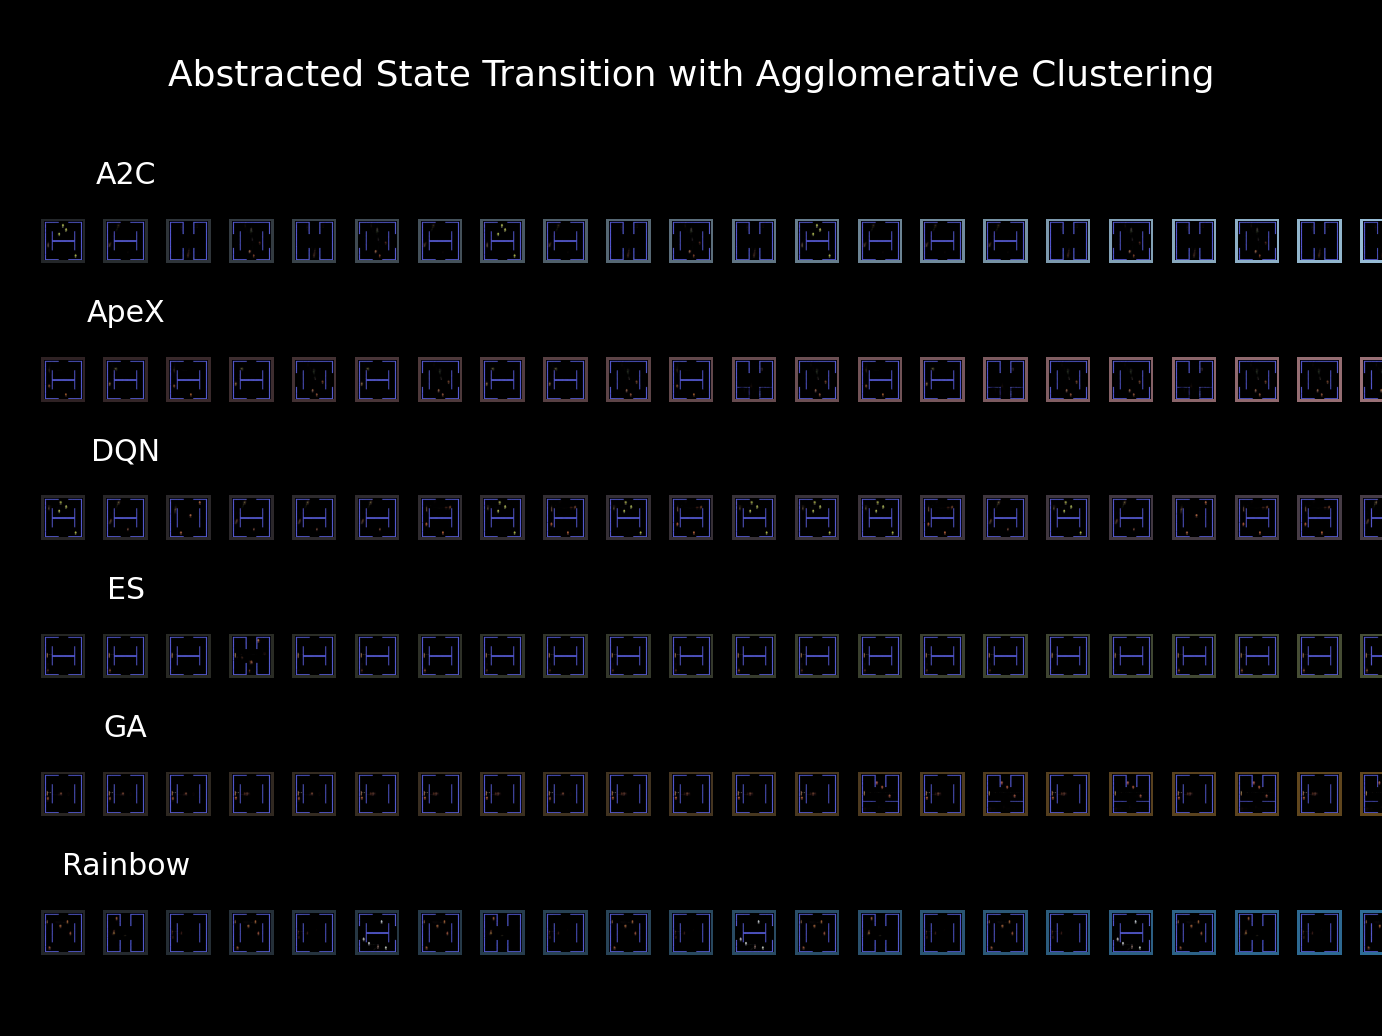 Abstracted State Transition with Agglomerative Clustering
A2C
ApeX
DQN
ES
GA
Rainbow